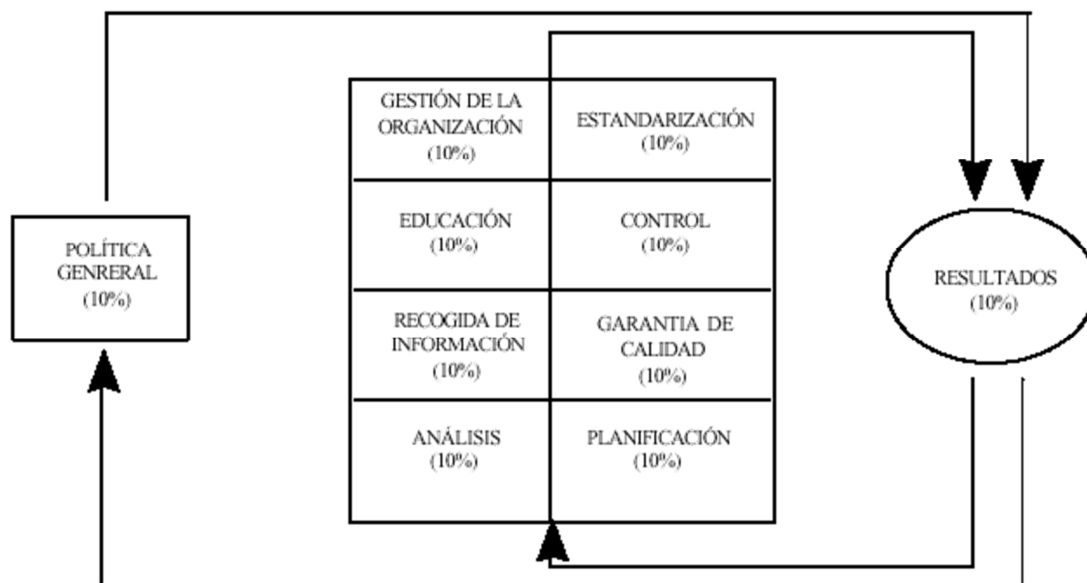 GESTIÓN DE LA
ORGANIZACIÓN
(10%)
ESTANDARIZACIÓN
(10%)
EDUCACIÓN
(10%)
CONTROL
(10%)
POLÍTICA
GENRERAL
(10%)
RESULTADOS
(10%)
RECOGIDA DE
INFORMACIÓN
(10%)
GARANTIA DE
CALIDAD
(10%)
ANÁLISIS
(10%)
PLANIFICACIÓN
(10%)